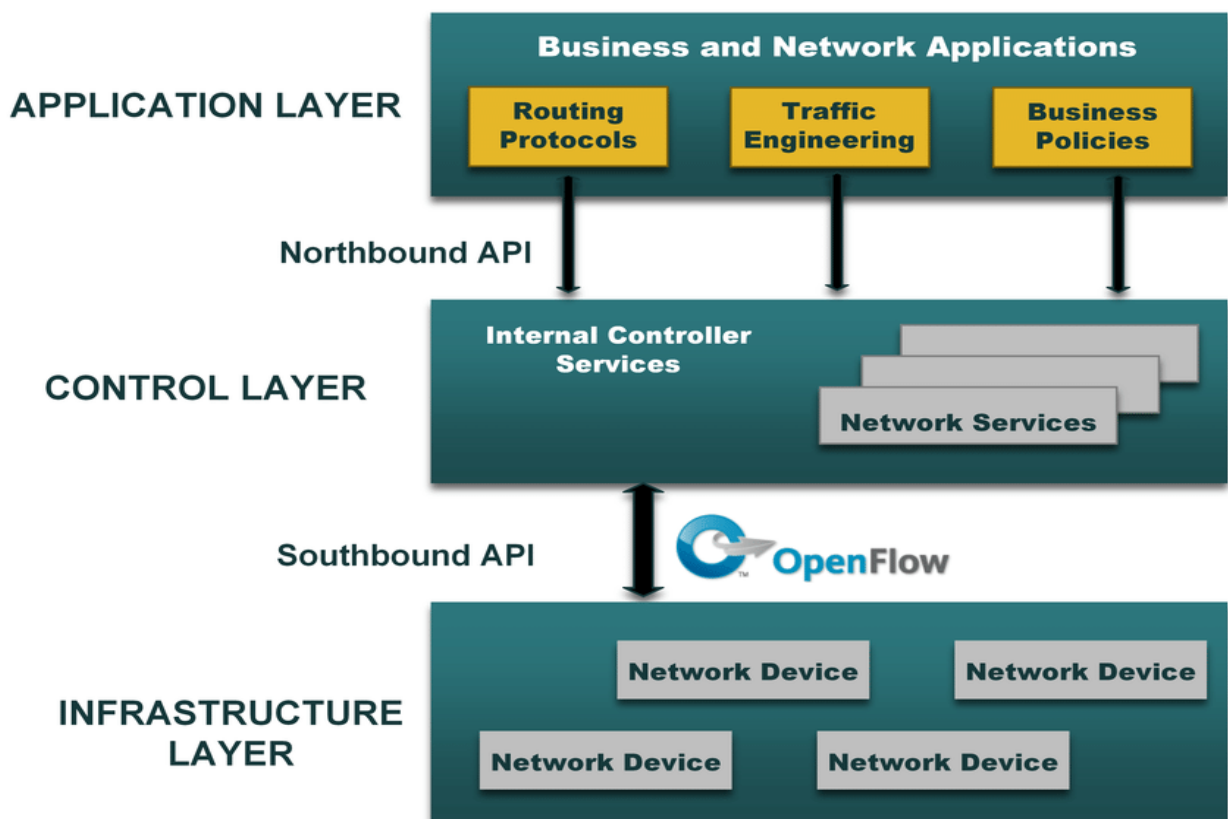 Business and Network Applications
APPLICATION LAYER
Routing
Protocols
Traffic
Engineering
Business
Policies
Northbound API
Internal Controller
Services
CONTROL LAYER
Network Services
Southbound API
OpenFlow
TM
Network Device
Network Device
INFRASTRUCTURE
LAYER
Network Device
Network Device